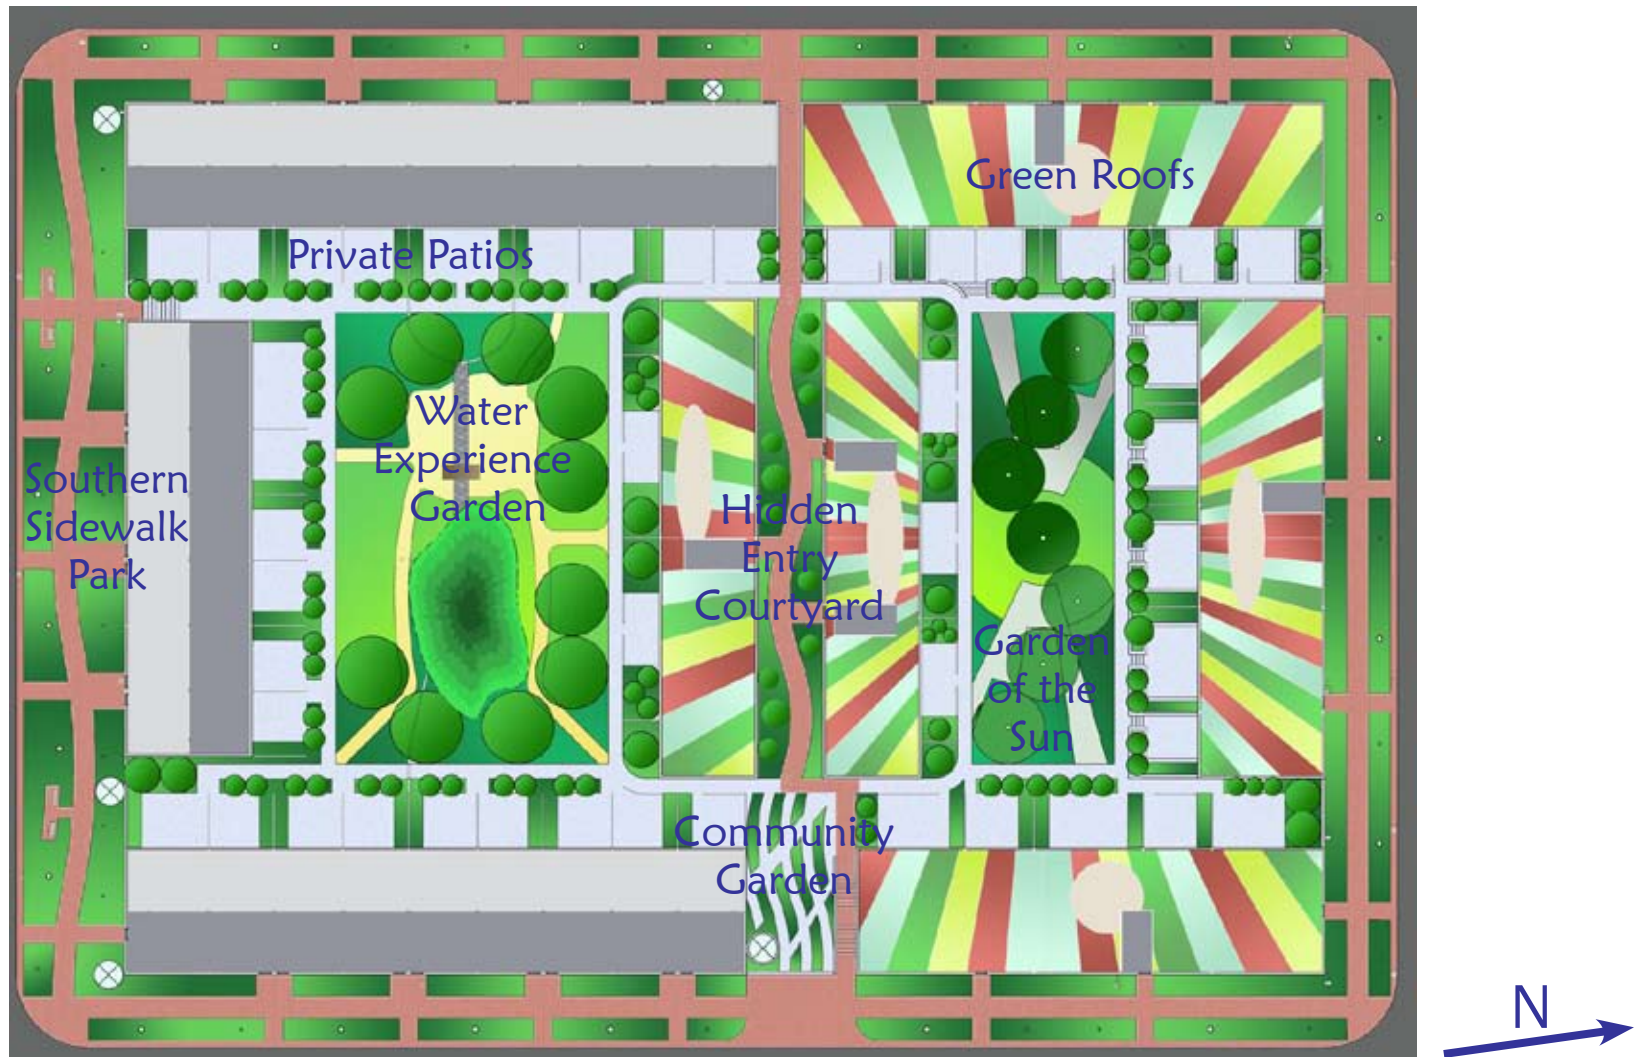 Green Roofs
Private Patios
Water
Experience
Garden
Southern
Sidewalk
Park
Hidden
Entry
Courtyard
Garden
of the
Sun
Community
Garden
N